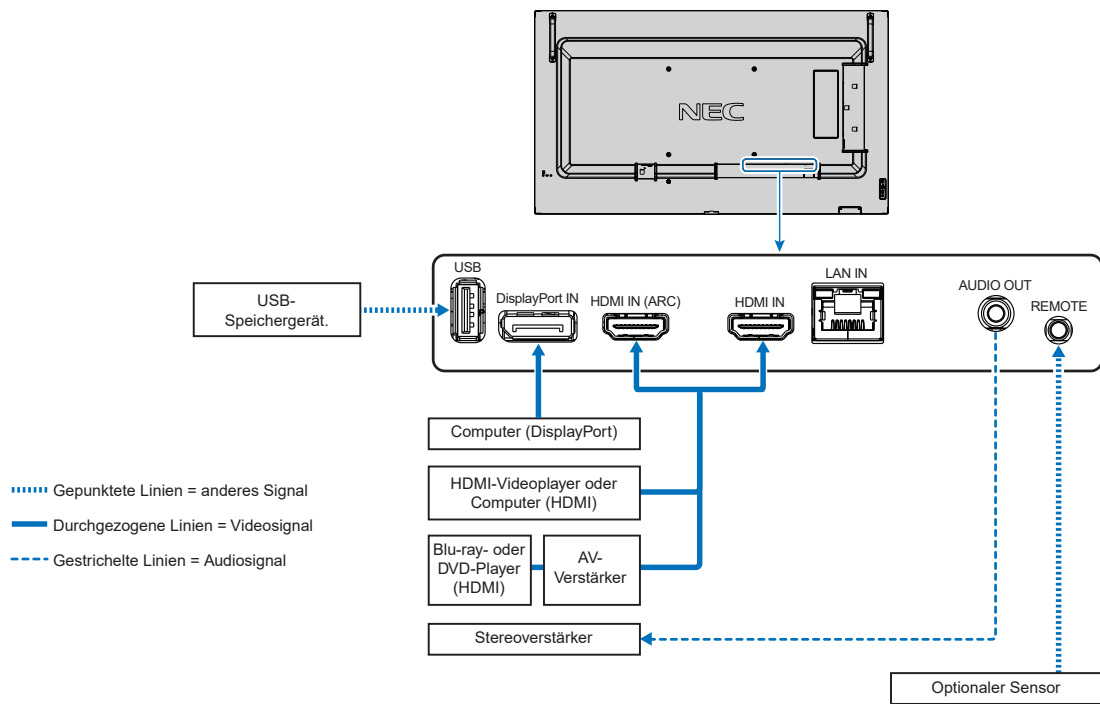 NEC
USB
DisplayPort IN
HDMI IN (ARC)
HDMI IN
LAN IN
AUDIO OUT
REMOTE
USB-
Speichergerät.
Computer (DisplayPort)
HDMI-Videoplayer oder
Computer (HDMI)
Blu-ray- oder
DVD-Player
(HDMI)
AV-
Verstärker
Stereoverstärker
Optionaler Sensor
Gepunktete Linien = anderes Signal
Durchgezogene Linien = Videosignal
Gestrichelte Linien = Audiosignal